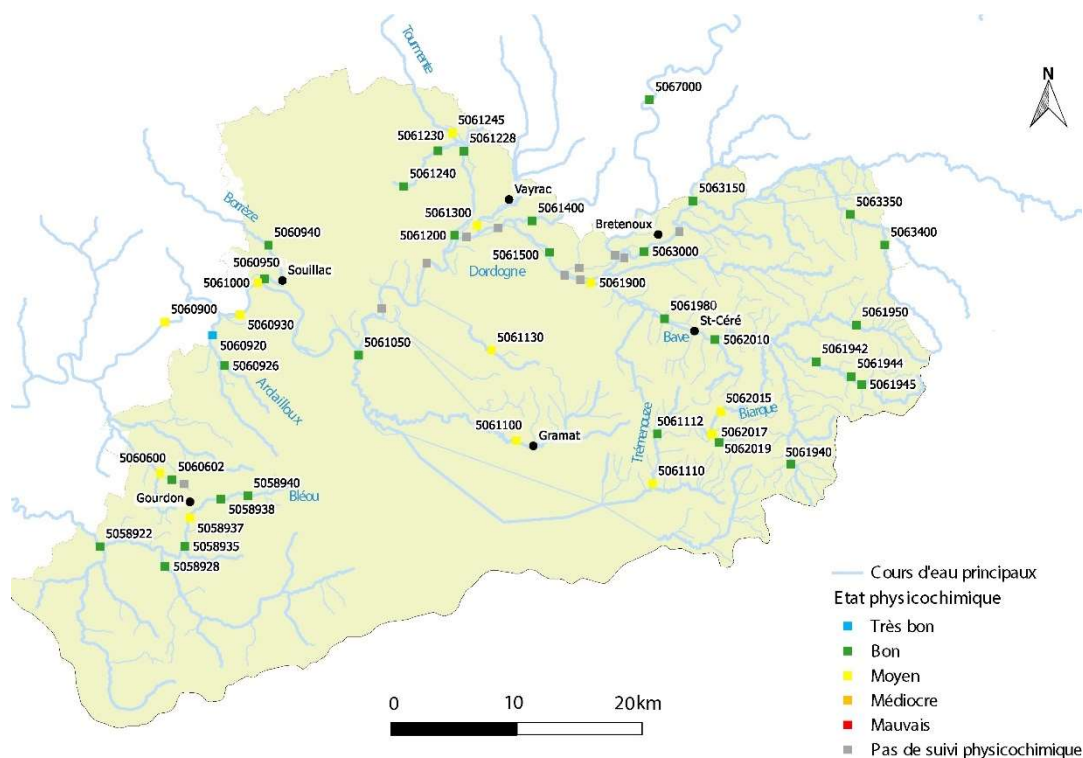 Tourmente
5067000
N
5061245
5061230
5061228
5061240
Vayrac
5063150
5063350
Borrèze
5061300
5061400
Bretenoux
5060940
5061200
5063400
5060950
Souillac
5061500
5063000
5061000
Dordogne
5061900
5060900
5060930
5061980
St-Céré
5061950
5061130
Bave
5060920
5061050
5062010
5061942
5060926
5061944
Ardailloux
5061945
5062015
Biarque
5061100
Gramat
Trémenouze
5061112
5062017
5062019
5061940
5060600
5060602
5061110
5058940
Gourdon
Bléou
5058938
5058937
5058922
5058935
5058928
Cours d'eau principaux
Etat physicochimique
Très bon
Bon
Moyen
Médiocre
Mauvais
Pas de suivi physicochimique
0 10 20km